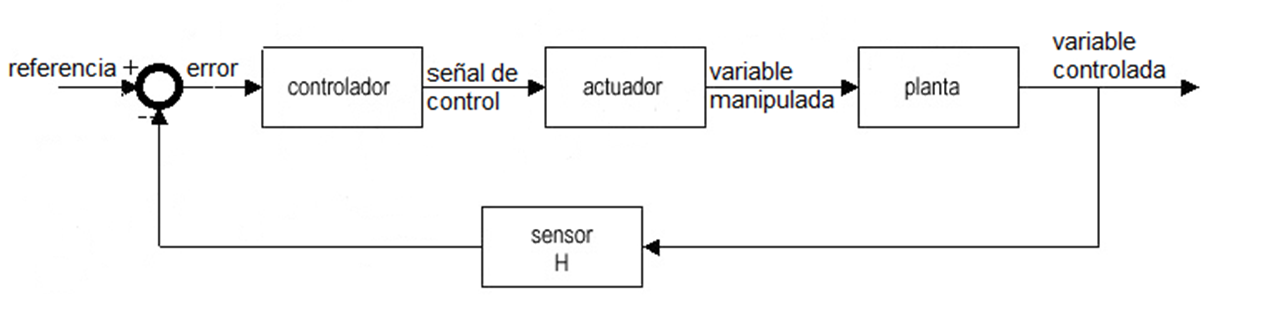 referencia +
error
controlador
señal de
control
actuador
variable
manipulada
planta
variable
controlada
-
sensor
H